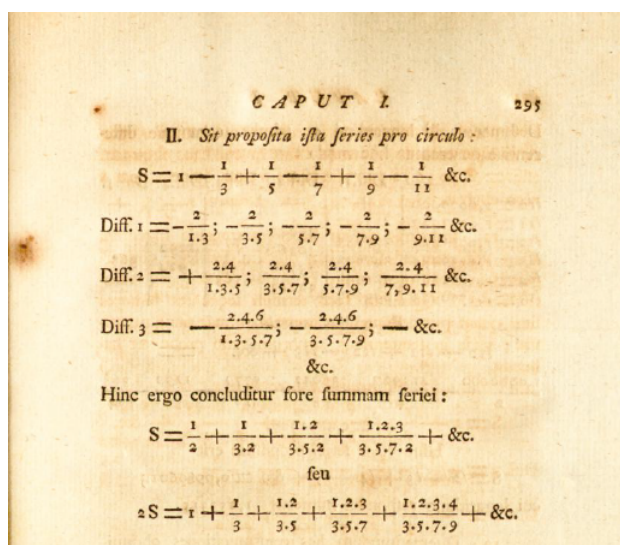 CAPUT I. 295
II. Sit proposita ista series pro circulo :
S = 1 — 1/3 + 1/5 — 1/7 + 1/9 — 1/11 &c.
Diff. 1 = — 2/1.3 ; — 2/3.5 ; — 2/5.7 ; — 2/7.9 ; — 2/9.11 &c.
Diff. 2 = + 2.4/1.3.5 ; 2.4/3.5.7 ; 2.4/5.7.9 ; 2.4/7,9.11 &c.
Diff. 3 = — 2.4.6/1.3.5.7 ; — 2.4.6/3.5.7.9 ; — &c.
&c.
Hinc ergo concluditur fore summam seriei :
S = 1/2 + 1/3.2 + 1.2/3.5.2 + 1.2.3/3.5.7.2 + &c.
seu
2S = 1 + 1/3 + 1.2/3.5 + 1.2.3/3.5.7 + 1.2.3.4/3.5.7.9 + &c.